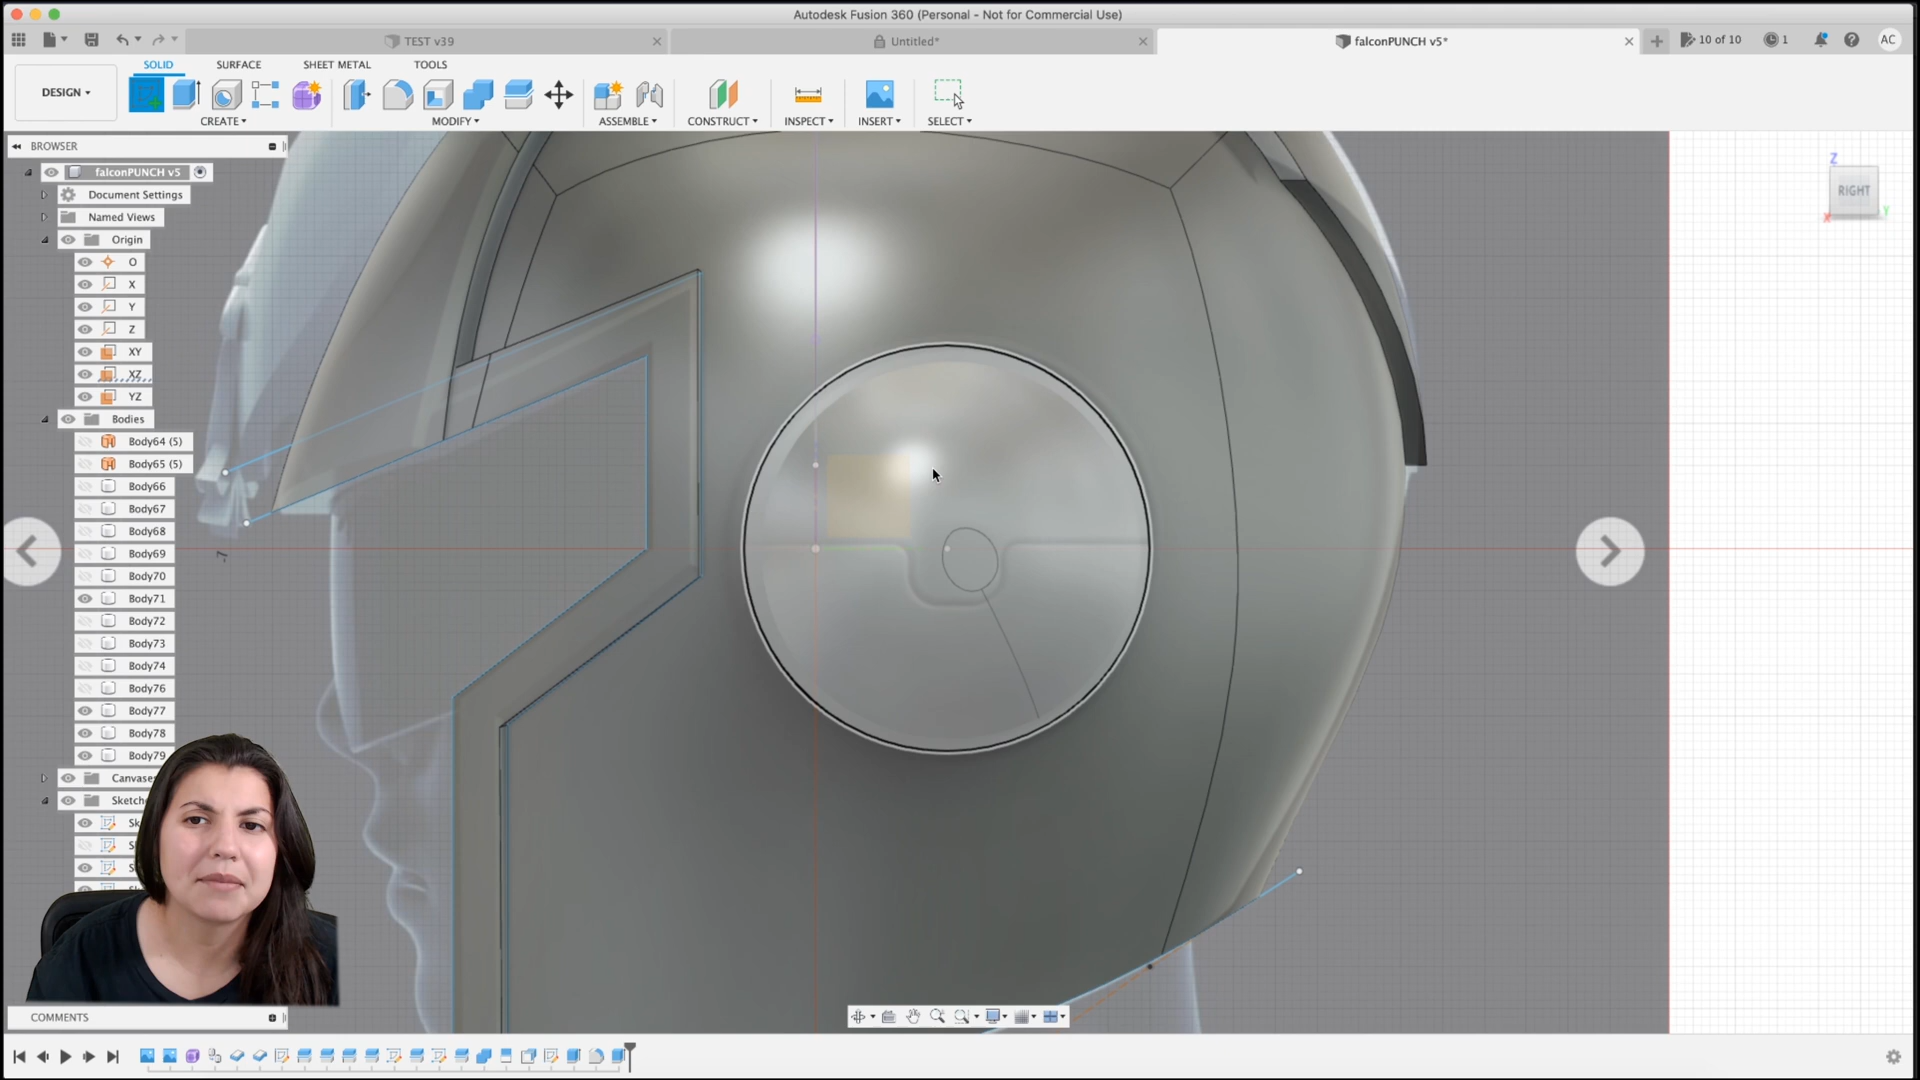 Autodesk Fusion 360 (Personal - Not for Commercial Use)
TEST v39
Untitled*
falconPUNCH v5*
10 of 10
1
AC
DESIGN
SOLID
SURFACE
SHEET METAL
TOOLS
CREATE
MODIFY
ASSEMBLE
CONSTRUCT
INSPECT
INSERT
SELECT
BROWSER
falconPUNCH v5
Document Settings
Named Views
Origin
O
X
Y
Z
XY
XZ
YZ
Bodies
Body64 (5)
Body65 (5)
Body66
Body67
Body68
Body69
Body70
Body71
Body72
Body73
Body74
Body76
Body77
Body78
Body79
Canvase
Sketche
Sk
S
S
Z
RIGHT
X
Y
COMMENTS